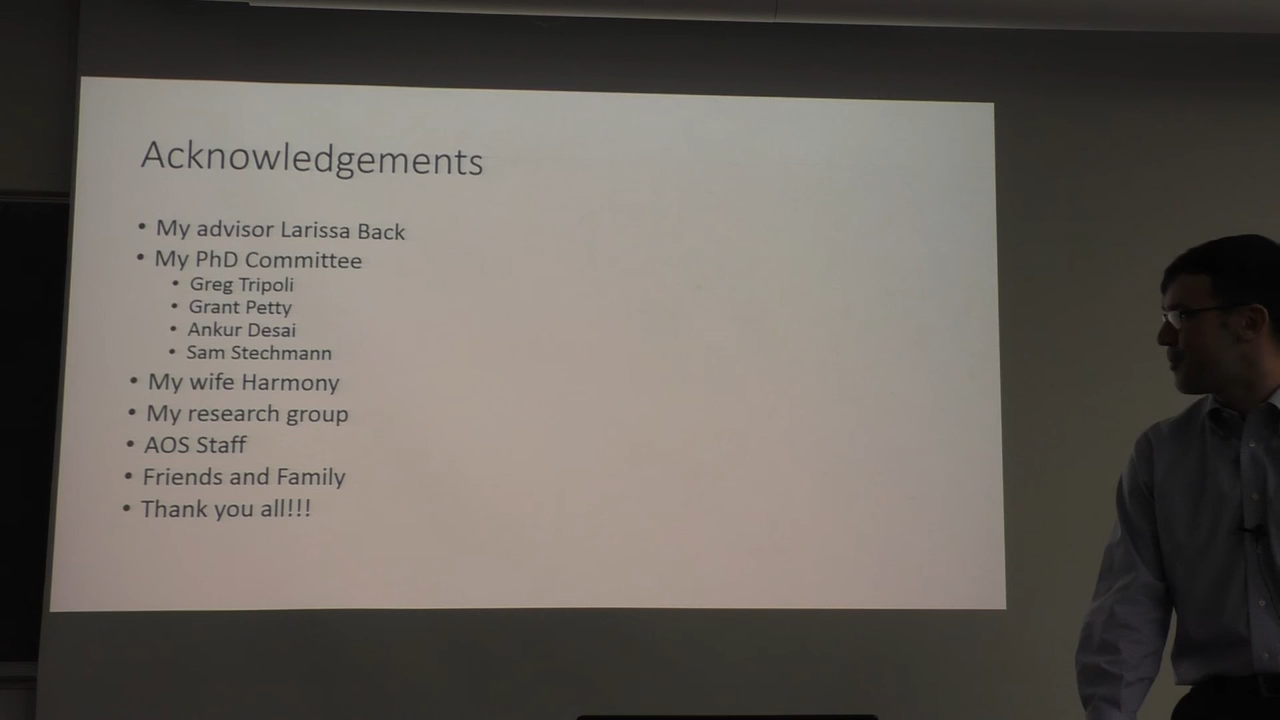 Acknowledgements
• My advisor Larissa Back
• My PhD Committee
• Greg Tripoli
• Grant Petty
• Ankur Desai
• Sam Stechmann
• My wife Harmony
• My research group
• AOS Staff
• Friends and Family
• Thank you all!!!